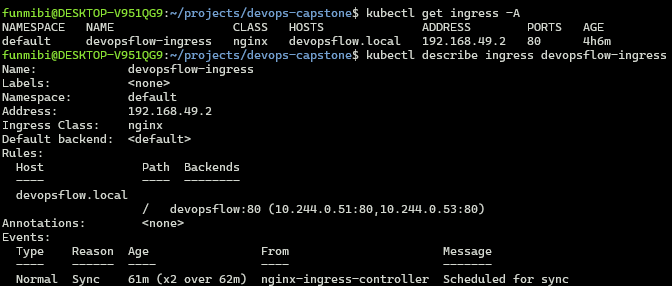 funmibi@DESKTOP-V951QG9:~/projects/devops-capstone$ kubectl get ingress -A
NAMESPACE   NAME                 CLASS   HOSTS              ADDRESS        PORTS   AGE
default     devopsflow-ingress   nginx   devopsflow.local   192.168.49.2   80      4h6m
funmibi@DESKTOP-V951QG9:~/projects/devops-capstone$ kubectl describe ingress devopsflow-ingress
Name:             devopsflow-ingress
Labels:           <none>
Namespace:        default
Address:          192.168.49.2
Ingress Class:    nginx
Default backend:  <default>
Rules:
  Host              Path  Backends
  ----              ----  --------
  devopsflow.local
                    /   devopsflow:80 (10.244.0.51:80,10.244.0.53:80)
Annotations:        <none>
Events:
  Type    Reason  Age                From                      Message
  ----    ------  ----               ----                      -------
  Normal  Sync    61m (x2 over 62m)  nginx-ingress-controller  Scheduled for sync